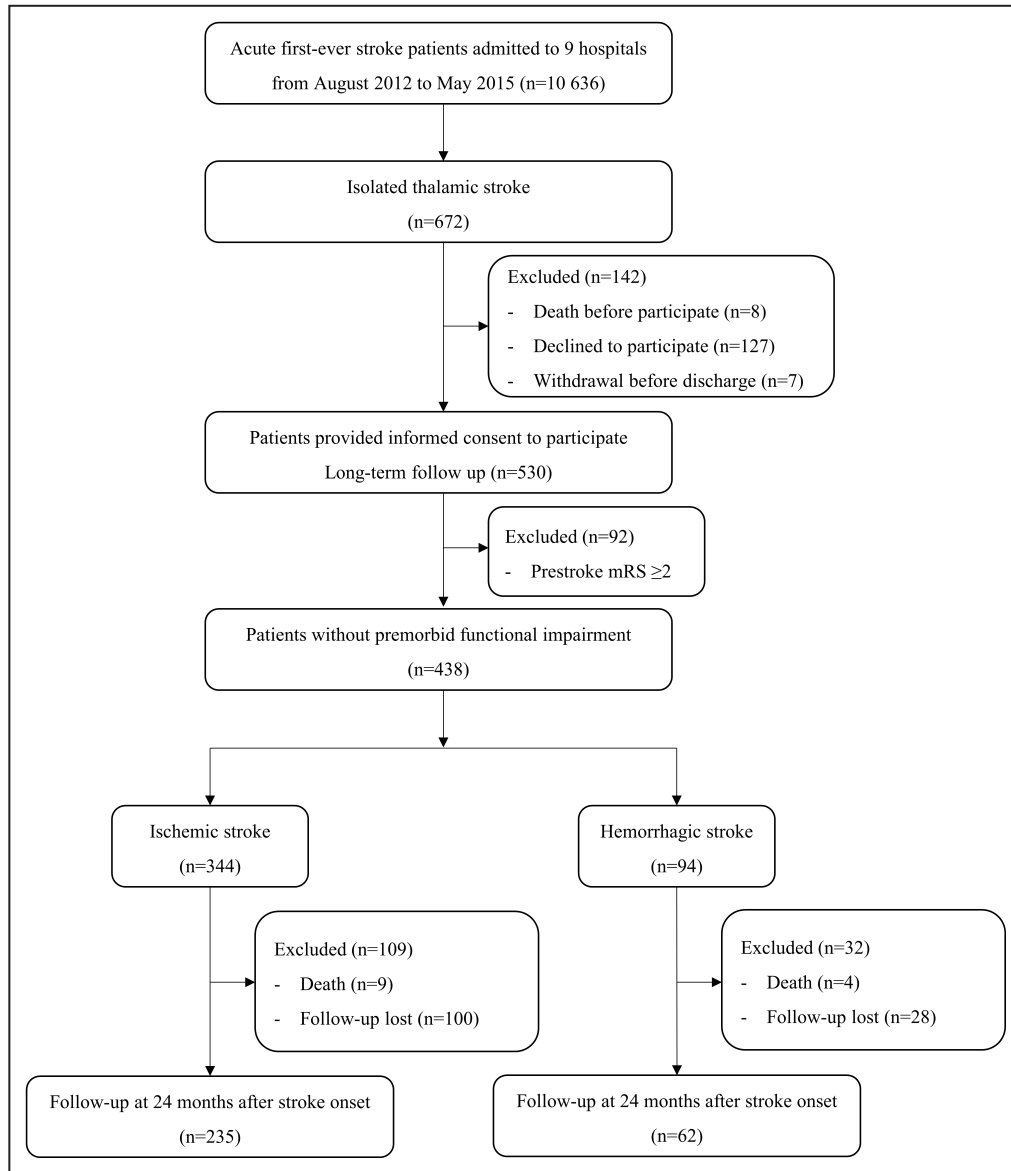 Acute first-ever stroke patients admitted to 9 hospitals
from August 2012 to May 2015 (n=10 636)
Isolated thalamic stroke
(n=672)
Excluded (n=142)
- Death before participate (n=8)
- Declined to participate (n=127)
- Withdrawal before discharge (n=7)
Patients provided informed consent to participate
Long-term follow up (n=530)
Excluded (n=92)
- Prestroke mRS ≥2
Patients without premorbid functional impairment
(n=438)
Ischemic stroke
(n=344)
Hemorrhagic stroke
(n=94)
Excluded (n=109)
- Death (n=9)
- Follow-up lost (n=100)
Excluded (n=32)
- Death (n=4)
- Follow-up lost (n=28)
Follow-up at 24 months after stroke onset
(n=235)
Follow-up at 24 months after stroke onset
(n=62)